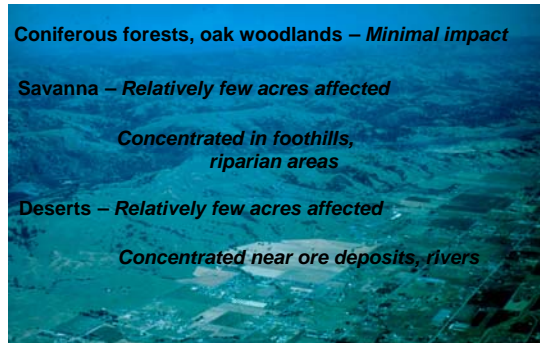 Coniferous forests, oak woodlands – Minimal impact
Savanna – Relatively few acres affected
Concentrated in foothills,
riparian areas
Deserts – Relatively few acres affected
Concentrated near ore deposits, rivers